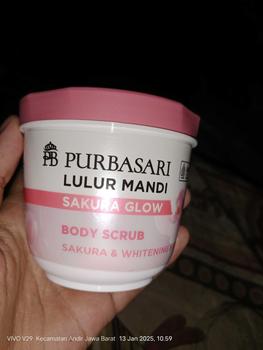 PB PURBASARI
LULUR MANDI
SAKURA GLOW
BODY SCRUB
SAKURA & WHITENING
VIVO V29 Kecamatan Andir Jawa Barat 13 Jan 2025, 10:59